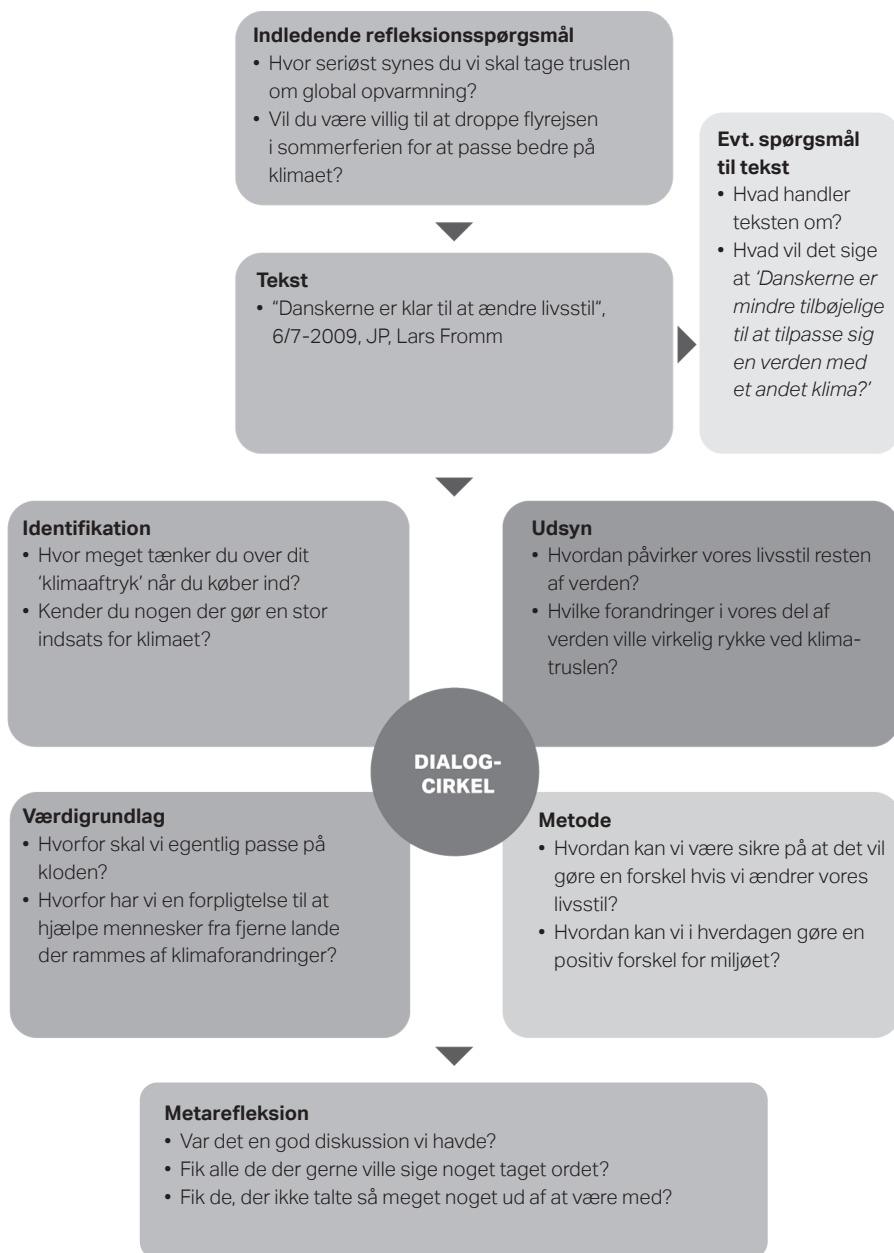 Indledende refleksionsspørgsmål
• Hvor seriøst synes du vi skal tage truslen
om global opvarmning?
• Vil du være villig til at droppe flyrejsen
i sommerferien for at passe bedre på
klimaet?
Evt. spørgsmål
til tekst
• Hvad handler
teksten om?
• Hvad vil det sige
at 'Danskerne er
mindre tilbøjelige
til at tilpasse sig
en verden med
et andet klima?'
Tekst
• "Danskerne er klar til at ændre livsstil",
6/7-2009, JP, Lars Fromm
Identifikation
• Hvor meget tænker du over dit
'klimaaftryk' når du køber ind?
• Kender du nogen der gør en stor
indsats for klimaet?
Udsyn
• Hvordan påvirker vores livsstil resten
af verden?
• Hvilke forandringer i vores del af
verden ville virkelig rykke ved klima-
truslen?
DIALOG-
CIRKEL
Værdigrundlag
• Hvorfor skal vi egentlig passe på
kloden?
• Hvorfor har vi en forpligtelse til at
hjælpe mennesker fra fjerne lande
der rammes af klimaforandringer?
Metode
• Hvordan kan vi være sikre på at det vil
gøre en forskel hvis vi ændrer vores
livsstil?
• Hvordan kan vi i hverdagen gøre en
positiv forskel for miljøet?
Metarefleksion
• Var det en god diskussion vi havde?
• Fik alle de der gerne ville sige noget taget ordet?
• Fik de, der ikke talte så meget noget ud af at være med?